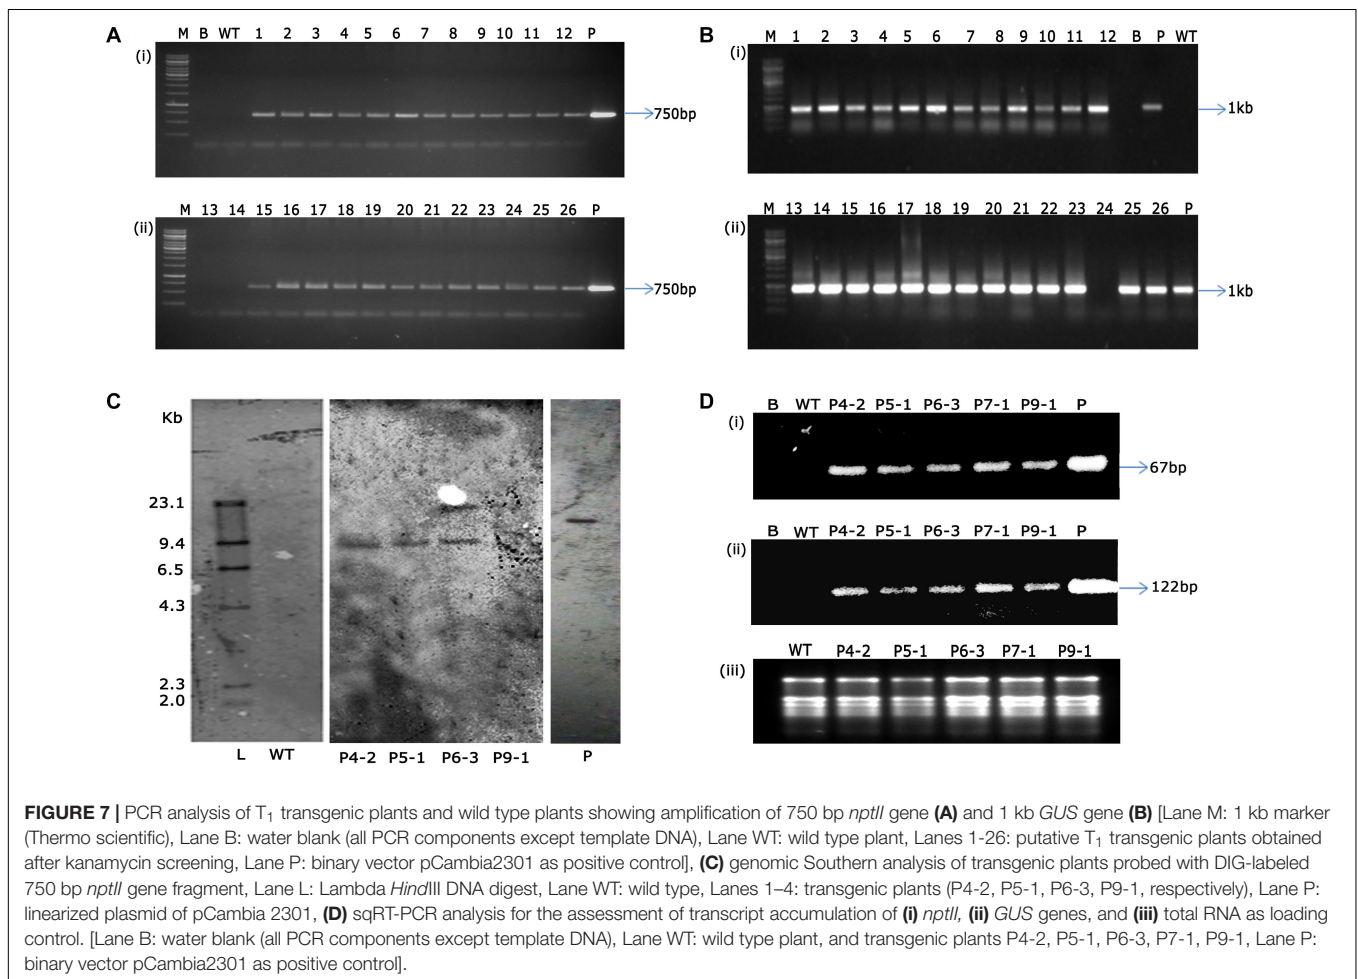 A
M B WT 1 2 3 4 5 6 7 8 9 10 11 12 P
(i)
750bp
M 13 14 15 16 17 18 19 20 21 22 23 24 25 26 P
(ii)
750bp
B
M 1 2 3 4 5 6 7 8 9 10 11 12 B P WT
(i)
1kb
M 13 14 15 16 17 18 19 20 21 22 23 24 25 26 P
(ii)
1kb
C
Kb
23.1
9.4
6.5
4.3
2.3
2.0
L WT P4-2 P5-1 P6-3 P9-1 P
D
B WT P4-2 P5-1 P6-3 P7-1 P9-1 P
(i)
67bp
B WT P4-2 P5-1 P6-3 P7-1 P9-1 P
(ii)
122bp
WT P4-2 P5-1 P6-3 P7-1 P9-1
(iii)
FIGURE 7 | PCR analysis of T1 transgenic plants and wild type plants showing amplification of 750 bp nptII gene (A) and 1 kb GUS gene (B) [Lane M: 1 kb marker
(Thermo scientific), Lane B: water blank (all PCR components except template DNA), Lane WT: wild type plant, Lanes 1-26: putative T1 transgenic plants obtained
after kanamycin screening, Lane P: binary vector pCambia2301 as positive control], (C) genomic Southern analysis of transgenic plants probed with DIG-labeled
750 bp nptII gene fragment, Lane L: Lambda HindIII DNA digest, Lane WT: wild type, Lanes 1–4: transgenic plants (P4-2, P5-1, P6-3, P9-1, respectively), Lane P:
linearized plasmid of pCambia 2301, (D) sqRT-PCR analysis for the assessment of transcript accumulation of (i) nptII, (ii) GUS genes, and (iii) total RNA as loading
control. [Lane B: water blank (all PCR components except template DNA), Lane WT: wild type plant, and transgenic plants P4-2, P5-1, P6-3, P7-1, P9-1, Lane P:
binary vector pCambia2301 as positive control].